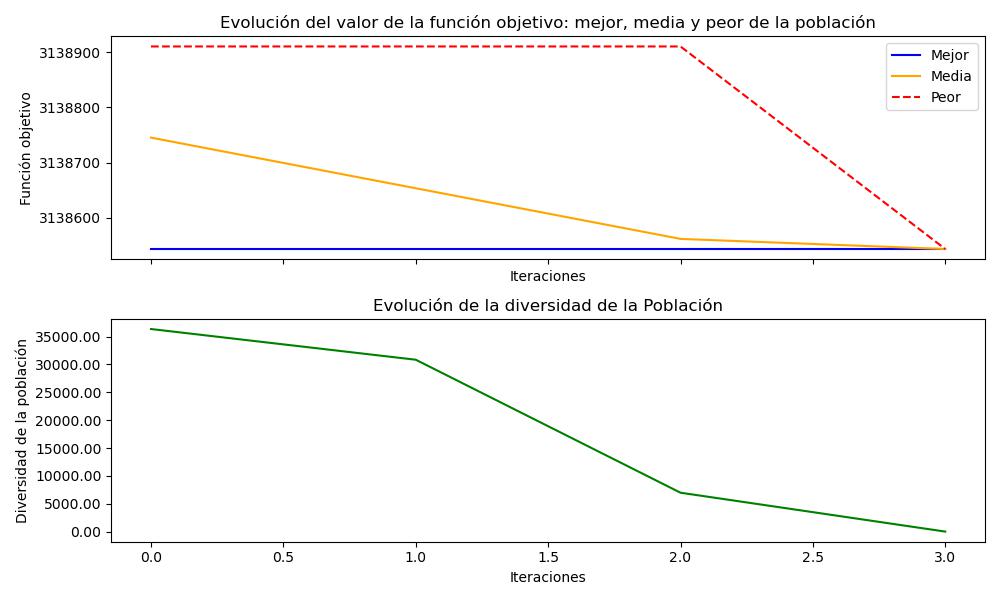 Evolución del valor de la función objetivo: mejor, media y peor de la población
3138900
3138800
3138700
3138600
Función objetivo
Mejor
Media
Peor
Iteraciones
Evolución de la diversidad de la Población
35000.00
30000.00
25000.00
20000.00
15000.00
10000.00
5000.00
0.00
Diversidad de la población
0.0 0.5 1.0 1.5 2.0 2.5 3.0
Iteraciones